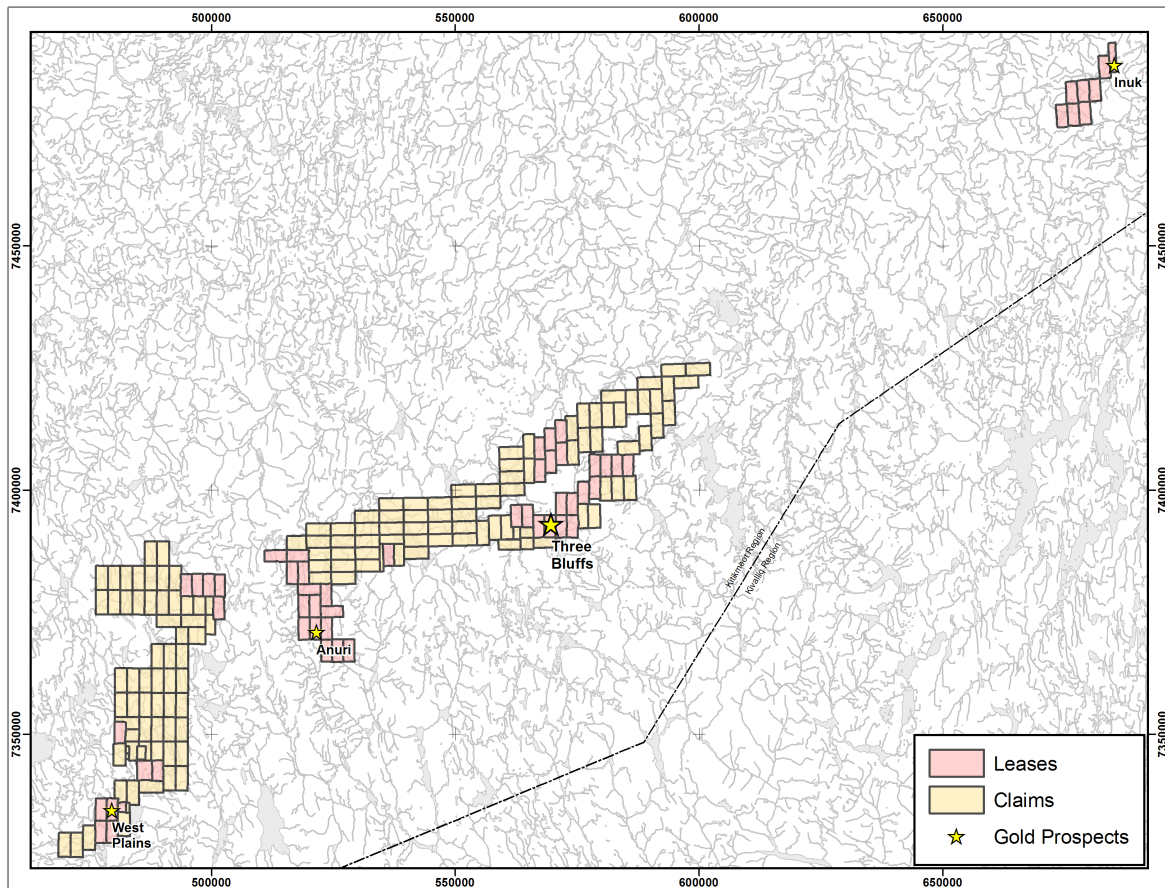 500000 550000 600000 650000
Inuk
7450000 7450000
7400000 7400000
Three
Bluffs
Kitikmeot Region
Kivalliq Region
Anuri
7350000 7350000
West
Plains
Leases
Claims
Gold Prospects
500000 550000 600000 650000